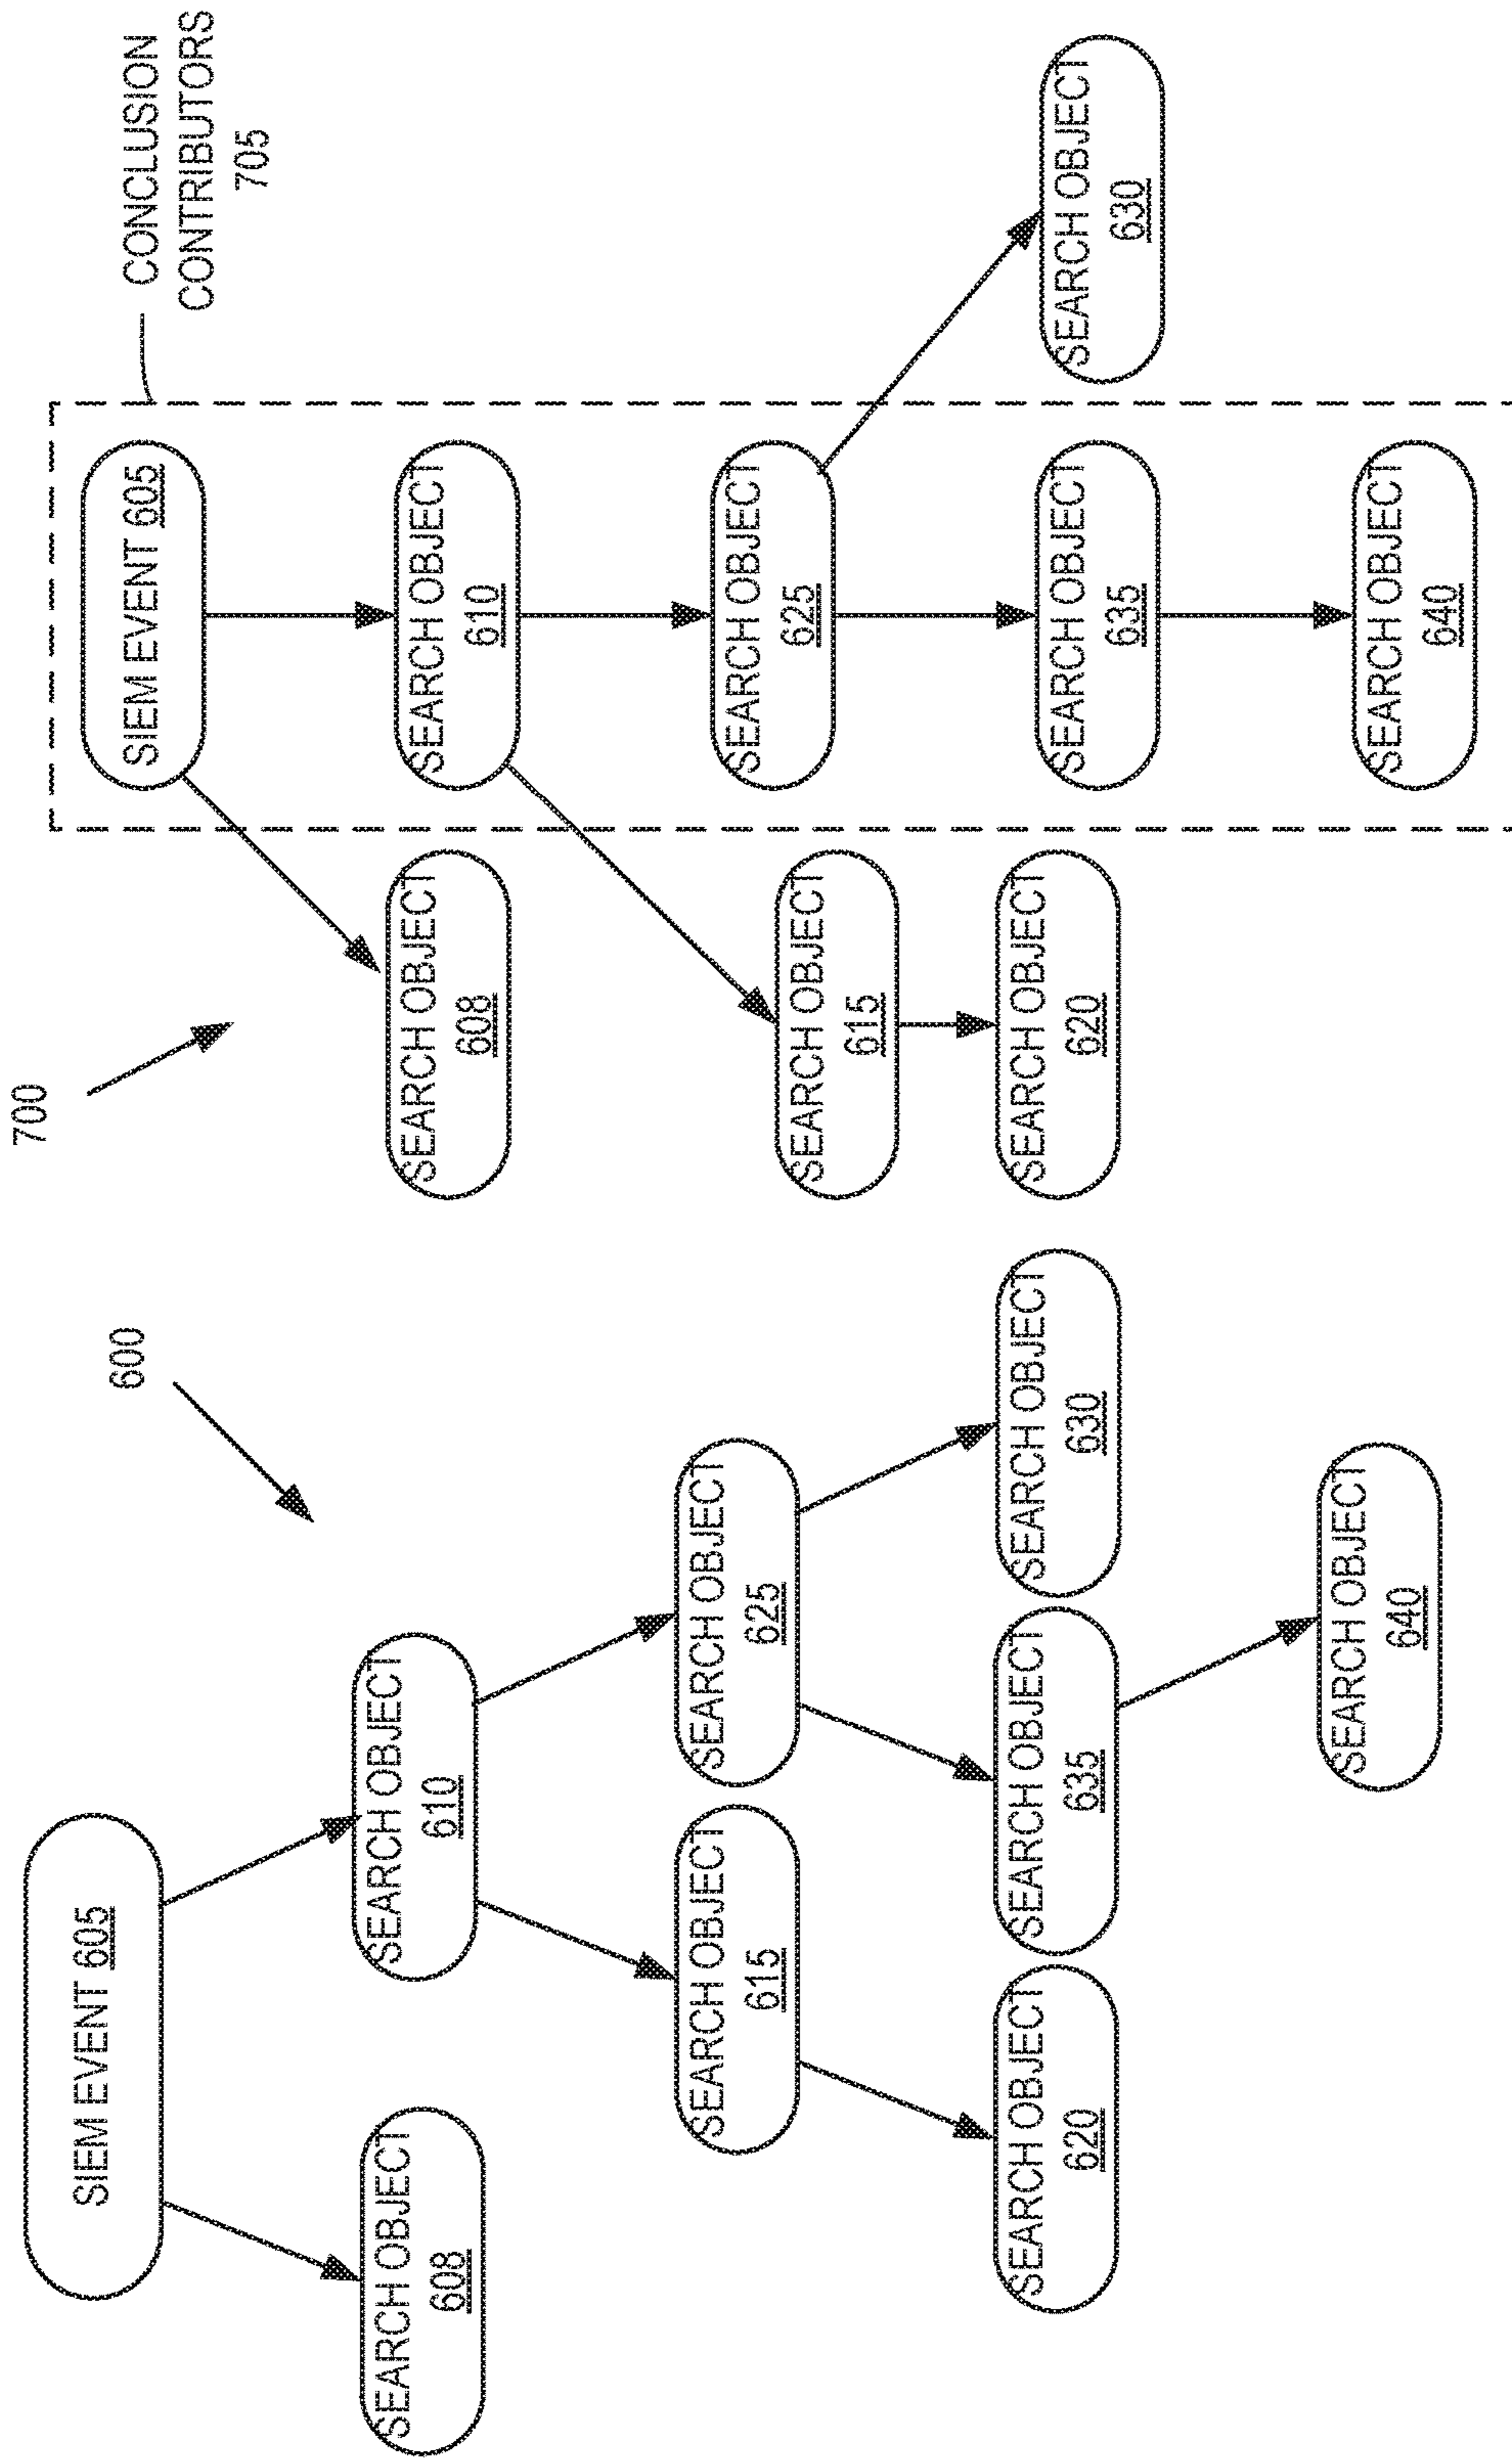 600
SIEM EVENT 605
SEARCH OBJECT
608
SEARCH OBJECT
610
SEARCH OBJECT
615
SEARCH OBJECT
625
SEARCH OBJECT
620
SEARCH OBJECT
635
SEARCH OBJECT
630
SEARCH OBJECT
640
700
CONCLUSION
CONTRIBUTORS
705
SIEM EVENT 605
SEARCH OBJECT
608
SEARCH OBJECT
610
SEARCH OBJECT
615
SEARCH OBJECT
625
SEARCH OBJECT
620
SEARCH OBJECT
635
SEARCH OBJECT
630
SEARCH OBJECT
640